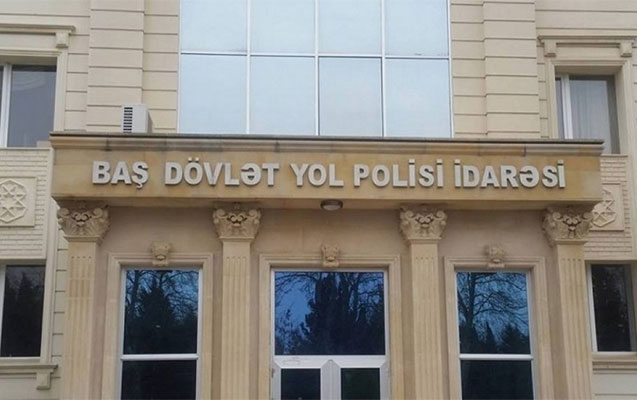 BAŞ DÖVLƏT YOL POLİSİ İDARƏSİ